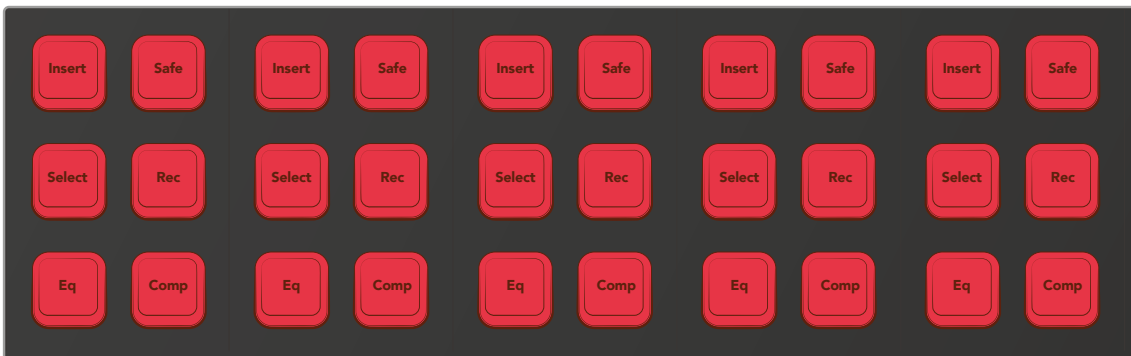 Insert Safe Insert Safe Insert Safe Insert Safe Insert Safe
Select Rec Select Rec Select Rec Select Rec Select Rec
Eq Comp Eq Comp Eq Comp Eq Comp Eq Comp